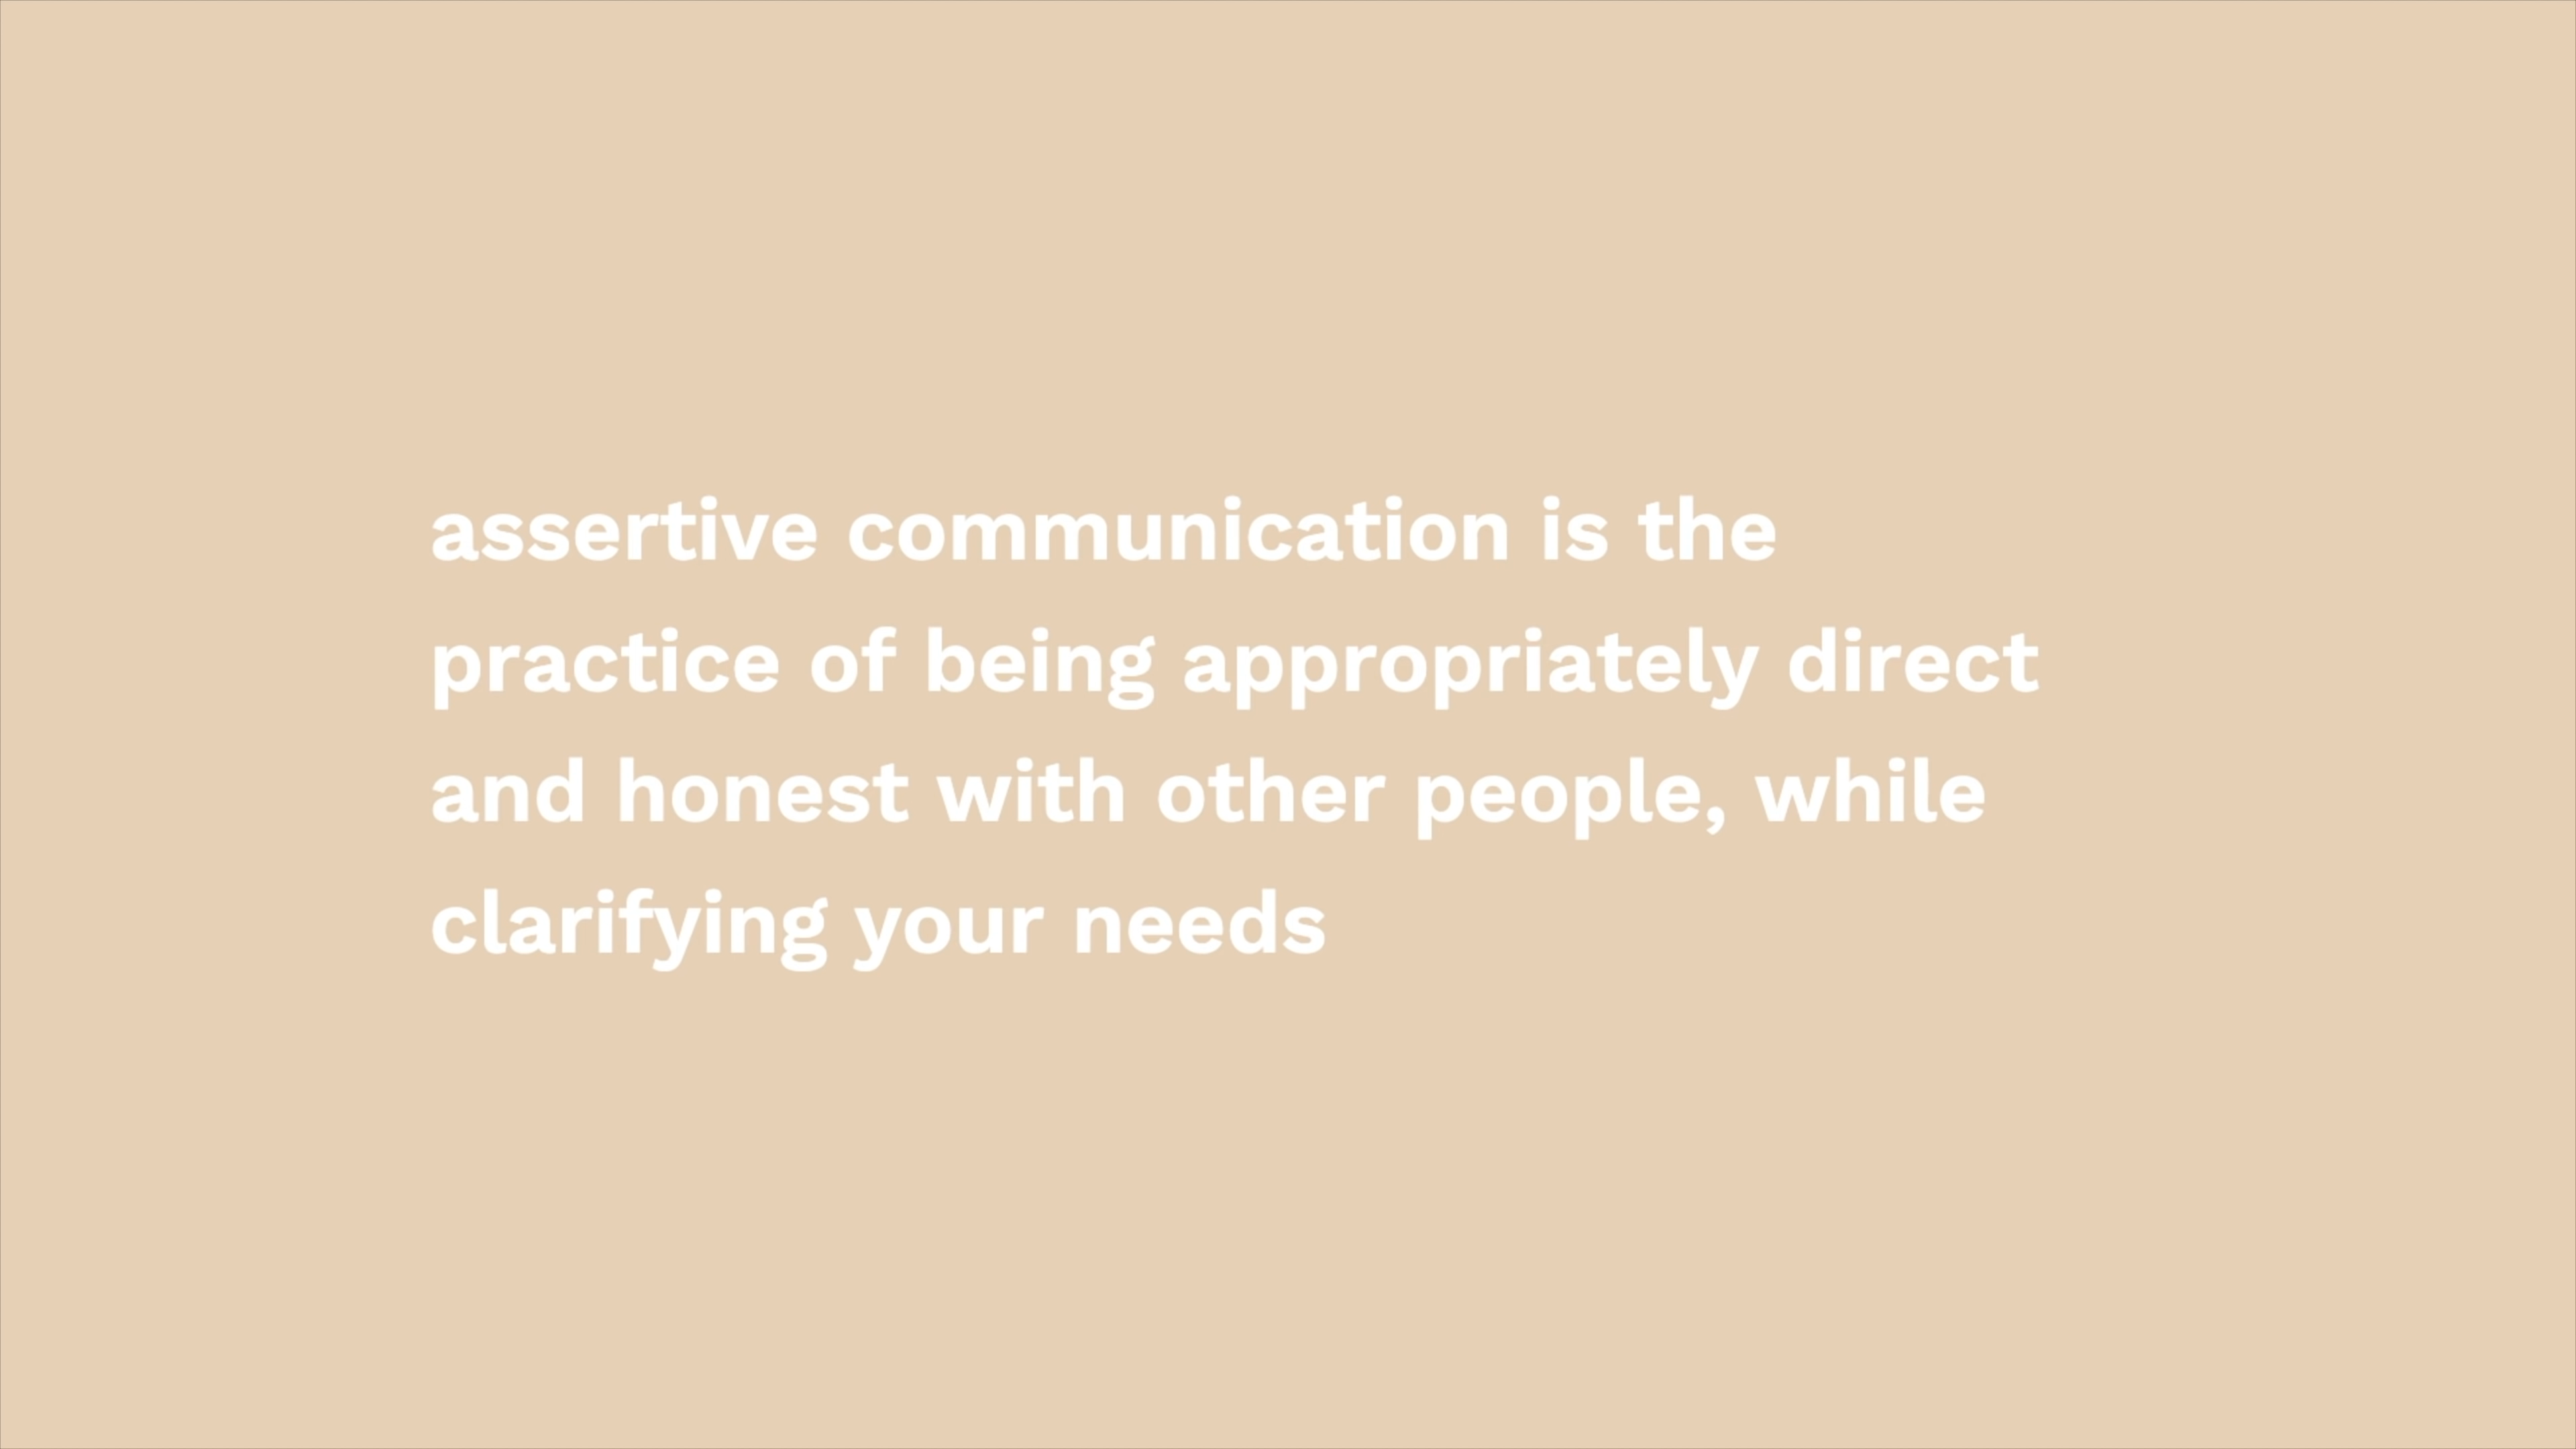 assertive communication is the
practice of being appropriately direct
and honest with other people, while
clarifying your needs